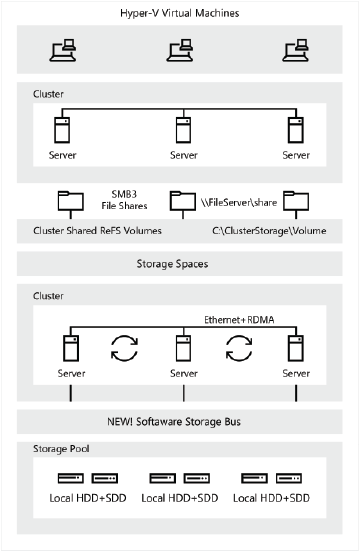 Hyper-V Virtual Machines
Cluster
Server Server Server
SMB3
File Shares
\\FileServer\share
Cluster Shared ReFS Volumes C:\ClusterStorage\Volume
Storage Spaces
Cluster
Ethernet+RDMA
Server Server Server
NEW! Softaware Storage Bus
Storage Pool
Local HDD+SDD Local HDD+SDD Local HDD+SDD